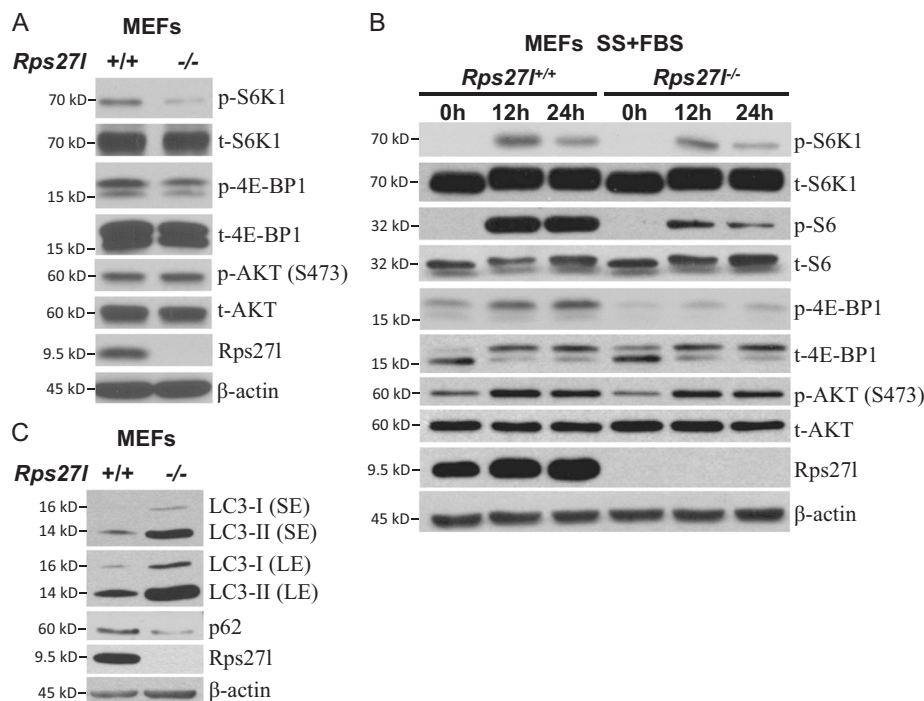 A
MEFs
Rps27l +/+ -/-
70 kD p-S6K1
70 kD t-S6K1
p-4E-BP1
15 kD
t-4E-BP1
15 kD
60 kD p-AKT (S473)
60 kD t-AKT
9.5 kD Rps27l
45 kD β-actin
B
MEFs SS+FBS
Rps27l+/+ Rps27l-/-
0h 12h 24h 0h 12h 24h
70 kD p-S6K1
70 kD t-S6K1
32 kD p-S6
32 kD t-S6
p-4E-BP1
15 kD
t-4E-BP1
15 kD
60 kD p-AKT (S473)
60 kD t-AKT
9.5 kD Rps27l
45 kD β-actin
C
MEFs
Rps27l +/+ -/-
16 kD LC3-I (SE)
14 kD LC3-II (SE)
16 kD LC3-I (LE)
14 kD LC3-II (LE)
60 kD p62
9.5 kD Rps27l
45 kD β-actin